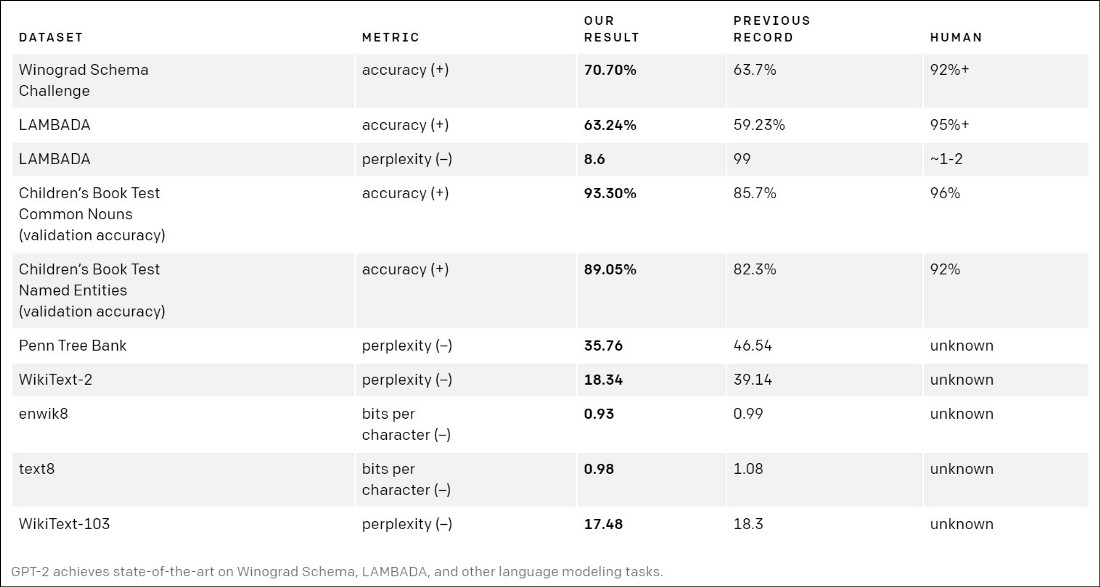 DATASET METRIC OUR RESULT PREVIOUS RECORD HUMAN
Winograd Schema Challenge accuracy (+) 70.70% 63.7% 92%+
LAMBADA accuracy (+) 63.24% 59.23% 95%+
LAMBADA perplexity (–) 8.6 99 ~1-2
Children’s Book Test Common Nouns (validation accuracy) accuracy (+) 93.30% 85.7% 96%
Children’s Book Test Named Entities (validation accuracy) accuracy (+) 89.05% 82.3% 92%
Penn Tree Bank perplexity (–) 35.76 46.54 unknown
WikiText-2 perplexity (–) 18.34 39.14 unknown
enwik8 bits per character (–) 0.93 0.99 unknown
text8 bits per character (–) 0.98 1.08 unknown
WikiText-103 perplexity (–) 17.48 18.3 unknown
GPT-2 achieves state-of-the-art on Winograd Schema, LAMBADA, and other language modeling tasks.